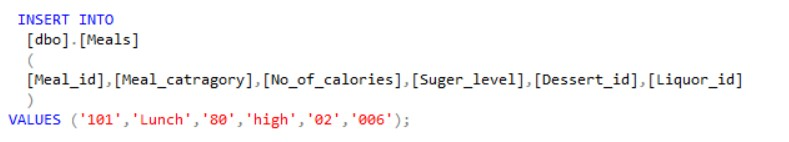 INSERT INTO
[dbo].[Meals]
(
[Meal_id],[Meal_catragory],[No_of_calories],[Suger_level],[Dessert_id],[Liquor_id]
)
VALUES ('101','Lunch','80','high','02','006');